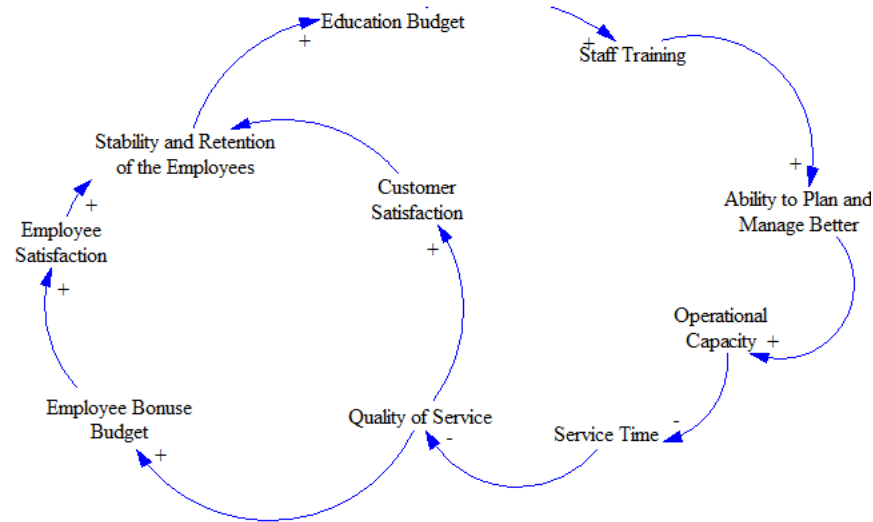 Education Budget
+
+
Staff Training
Stability and Retention
of the Employees
+
Customer
Satisfaction
+
Ability to Plan and
Manage Better
+
Employee
Satisfaction
+
+
Operational
Capacity
+
Employee Bonuse
Budget
+
Quality of Service
-
Service Time
-